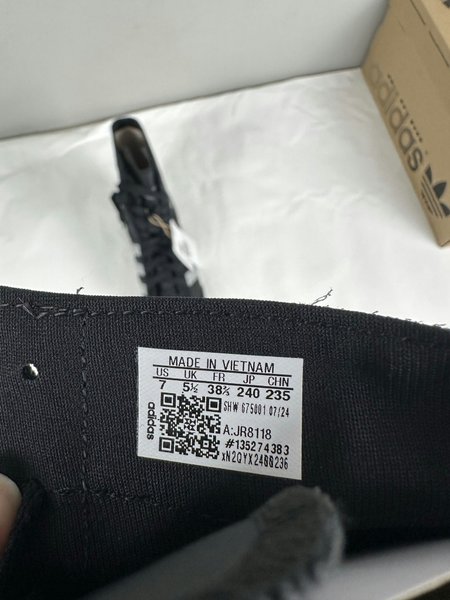 adidas
MADE IN VIETNAM
US UK FR JP CHN
7 5½ 38⅔ 240 235
SHW 675001 07/24
A:JR8118
#135274383
xN2QYX2466236
adidas